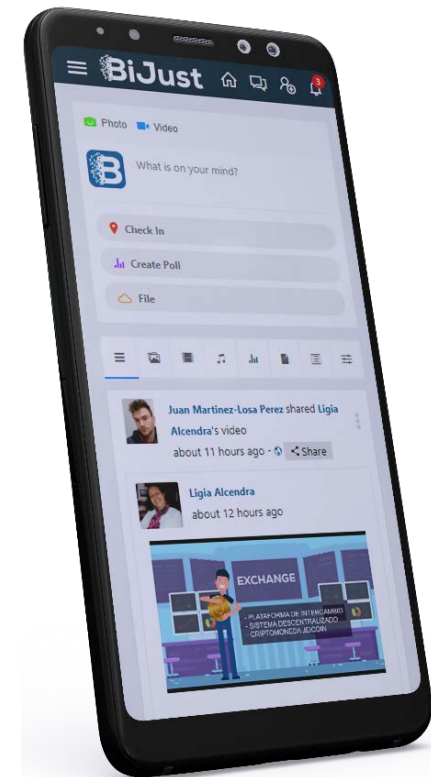 BiJust
3
Photo Video
B
What is on your mind?
Check In
Create Poll
File
Juan Martinez-Losa Perez shared Ligia
Alcendra's video
about 11 hours ago - Share
Ligia Alcendra
about 12 hours ago
EXCHANGE
- PLATAFORMA DE INTERCAMBIO
- SISTEMA DESCENTRALIZADO
- CRIPTOMONEDA JEICOIN